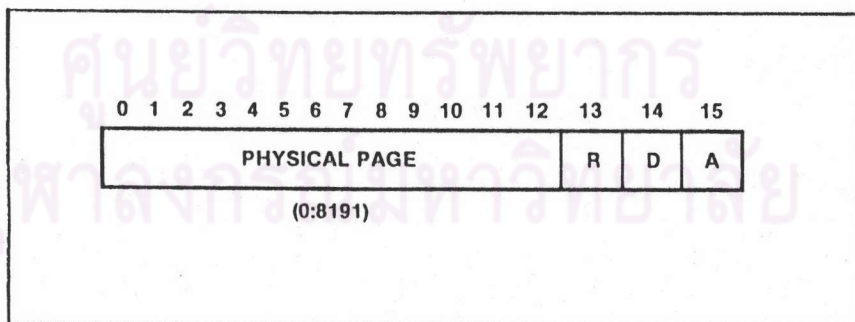 ศูนย์วิทยทรัพยากร
0 1 2 3 4 5 6 7 8 9 10 11 12 13 14 15
PHYSICAL PAGE R D A
จุฬาลงกรณ์มหาวิทยาลัย
(0:8191)